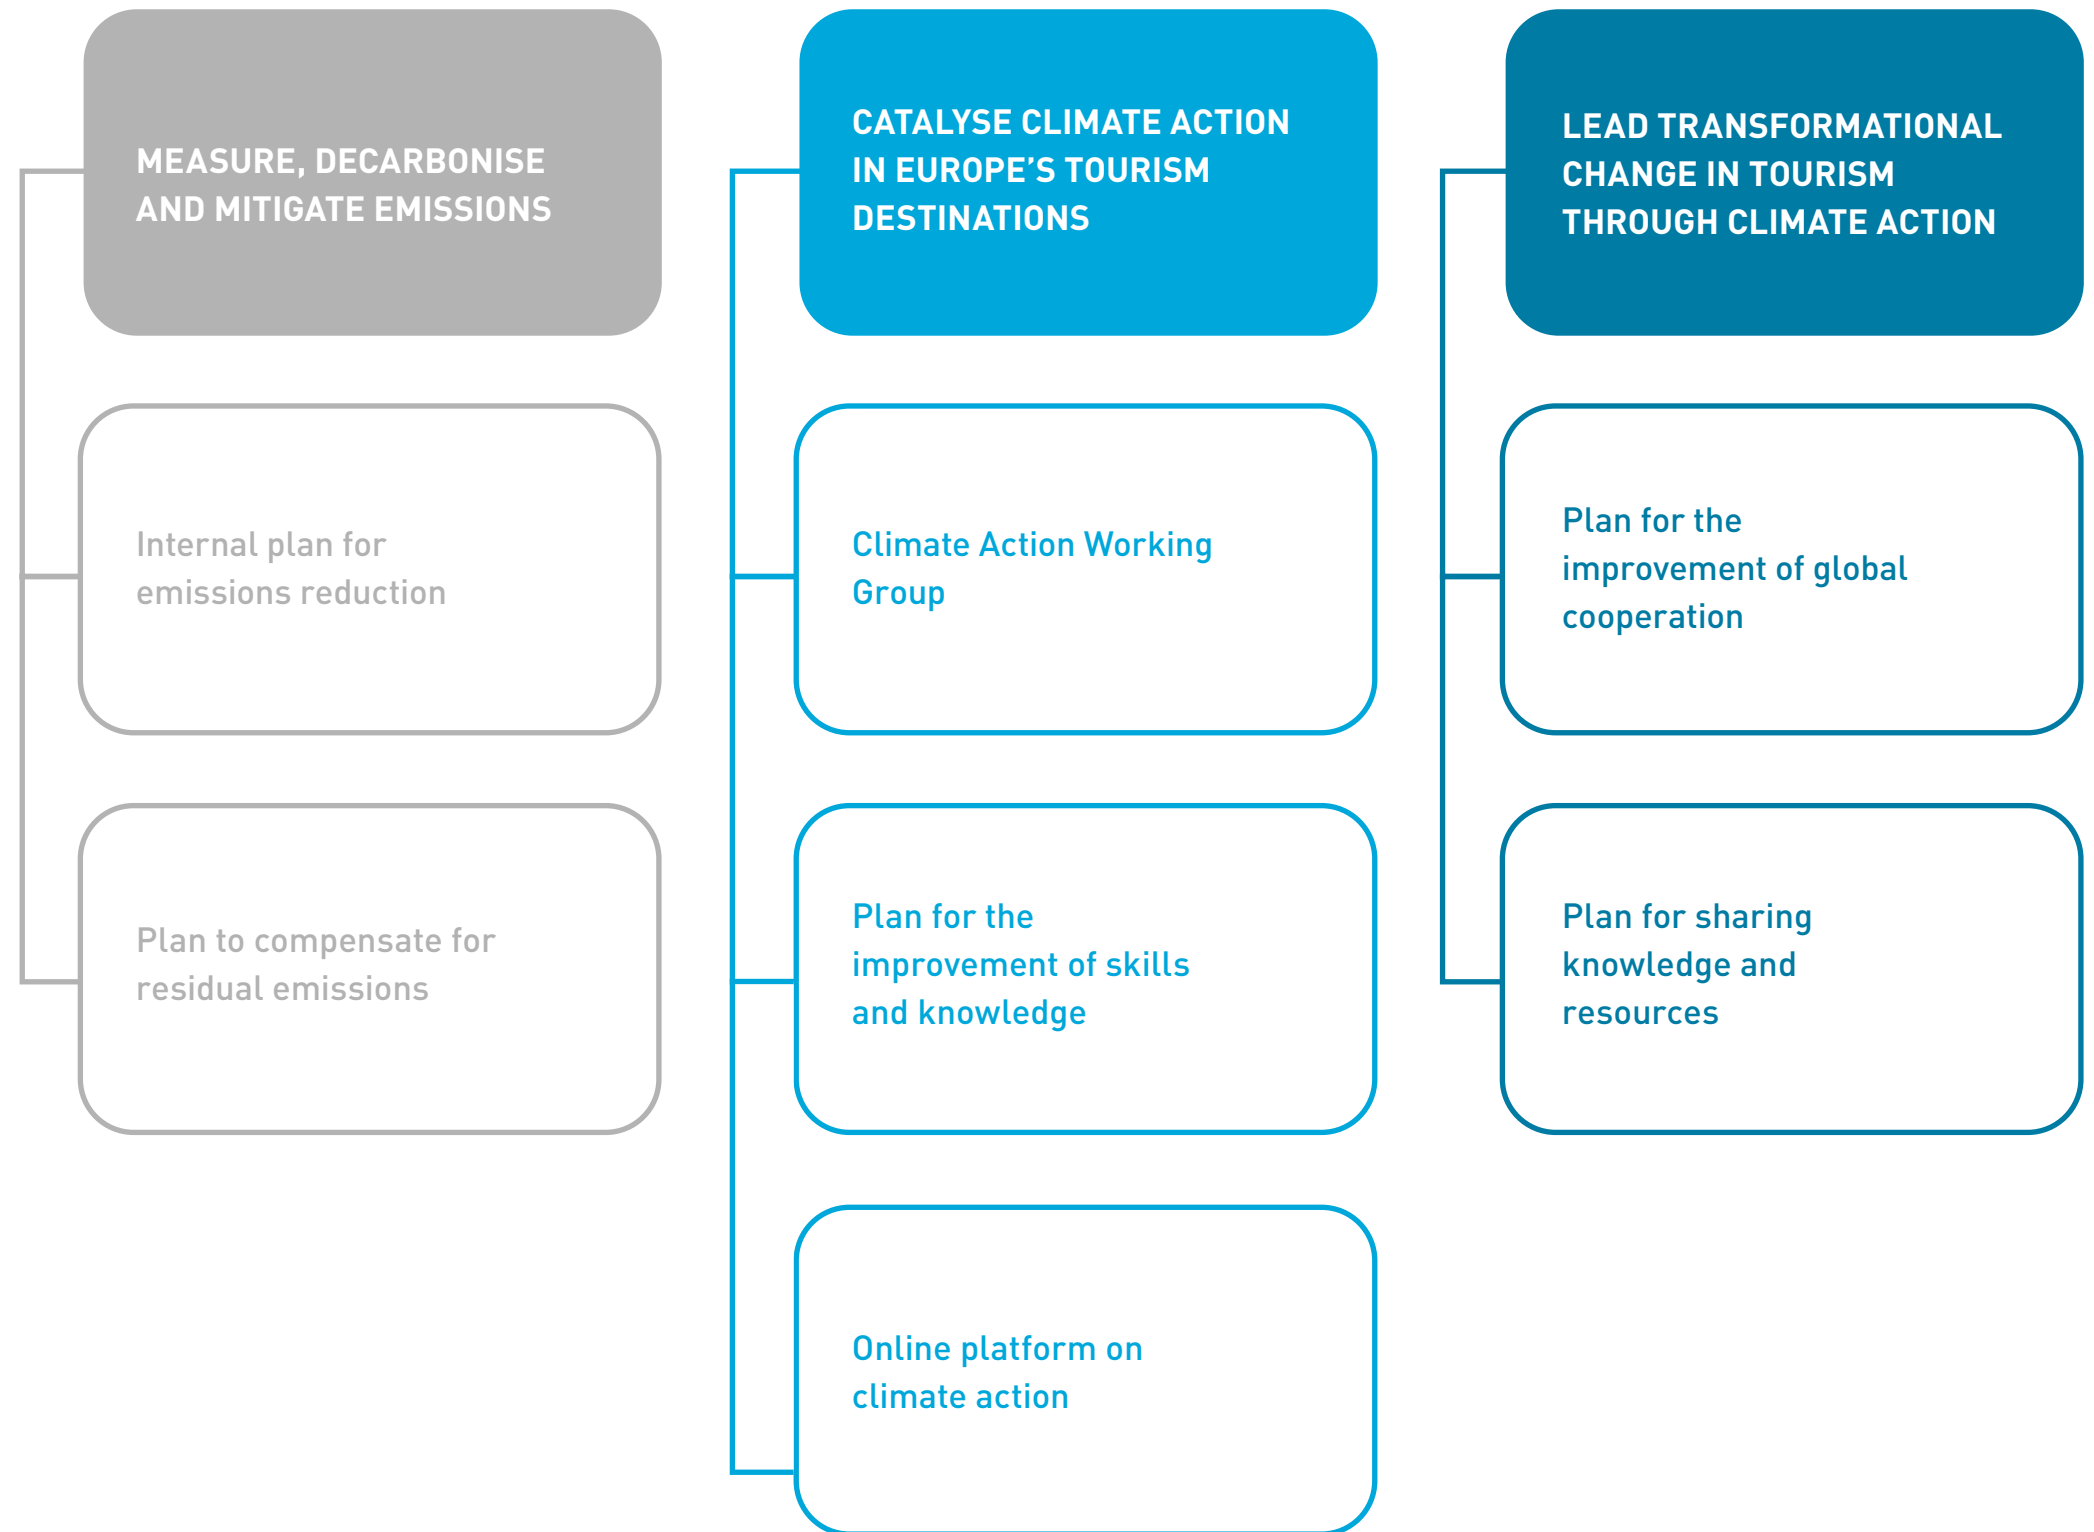 MEASURE, DECARBONISE
AND MITIGATE EMISSIONS
Internal plan for
emissions reduction
Plan to compensate for
residual emissions
CATALYSE CLIMATE ACTION
IN EUROPE’S TOURISM
DESTINATIONS
Climate Action Working
Group
Plan for the
improvement of skills
and knowledge
Online platform on
climate action
LEAD TRANSFORMATIONAL
CHANGE IN TOURISM
THROUGH CLIMATE ACTION
Plan for the
improvement of global
cooperation
Plan for sharing
knowledge and
resources